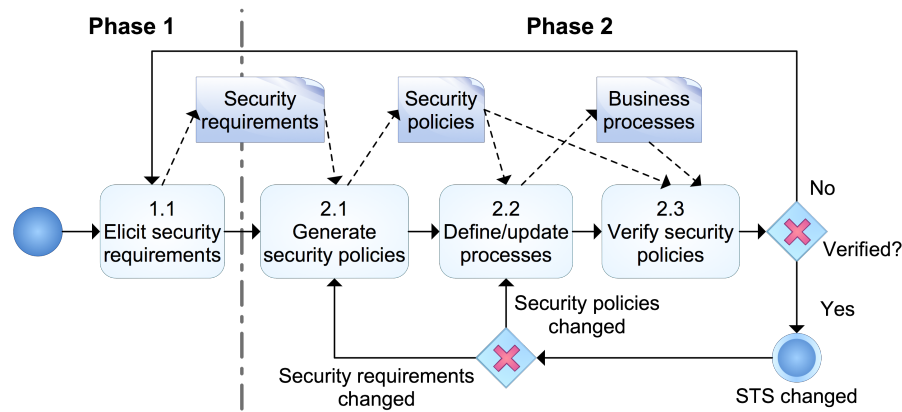 Phase 1
Phase 2
Security
requirements
Security
policies
Business
processes
1.1
Elicit security
requirements
2.1
Generate
security policies
2.2
Define/update
processes
2.3
Verify security
policies
No
Verified?
Yes
Security policies
changed
Security requirements
changed
STS changed